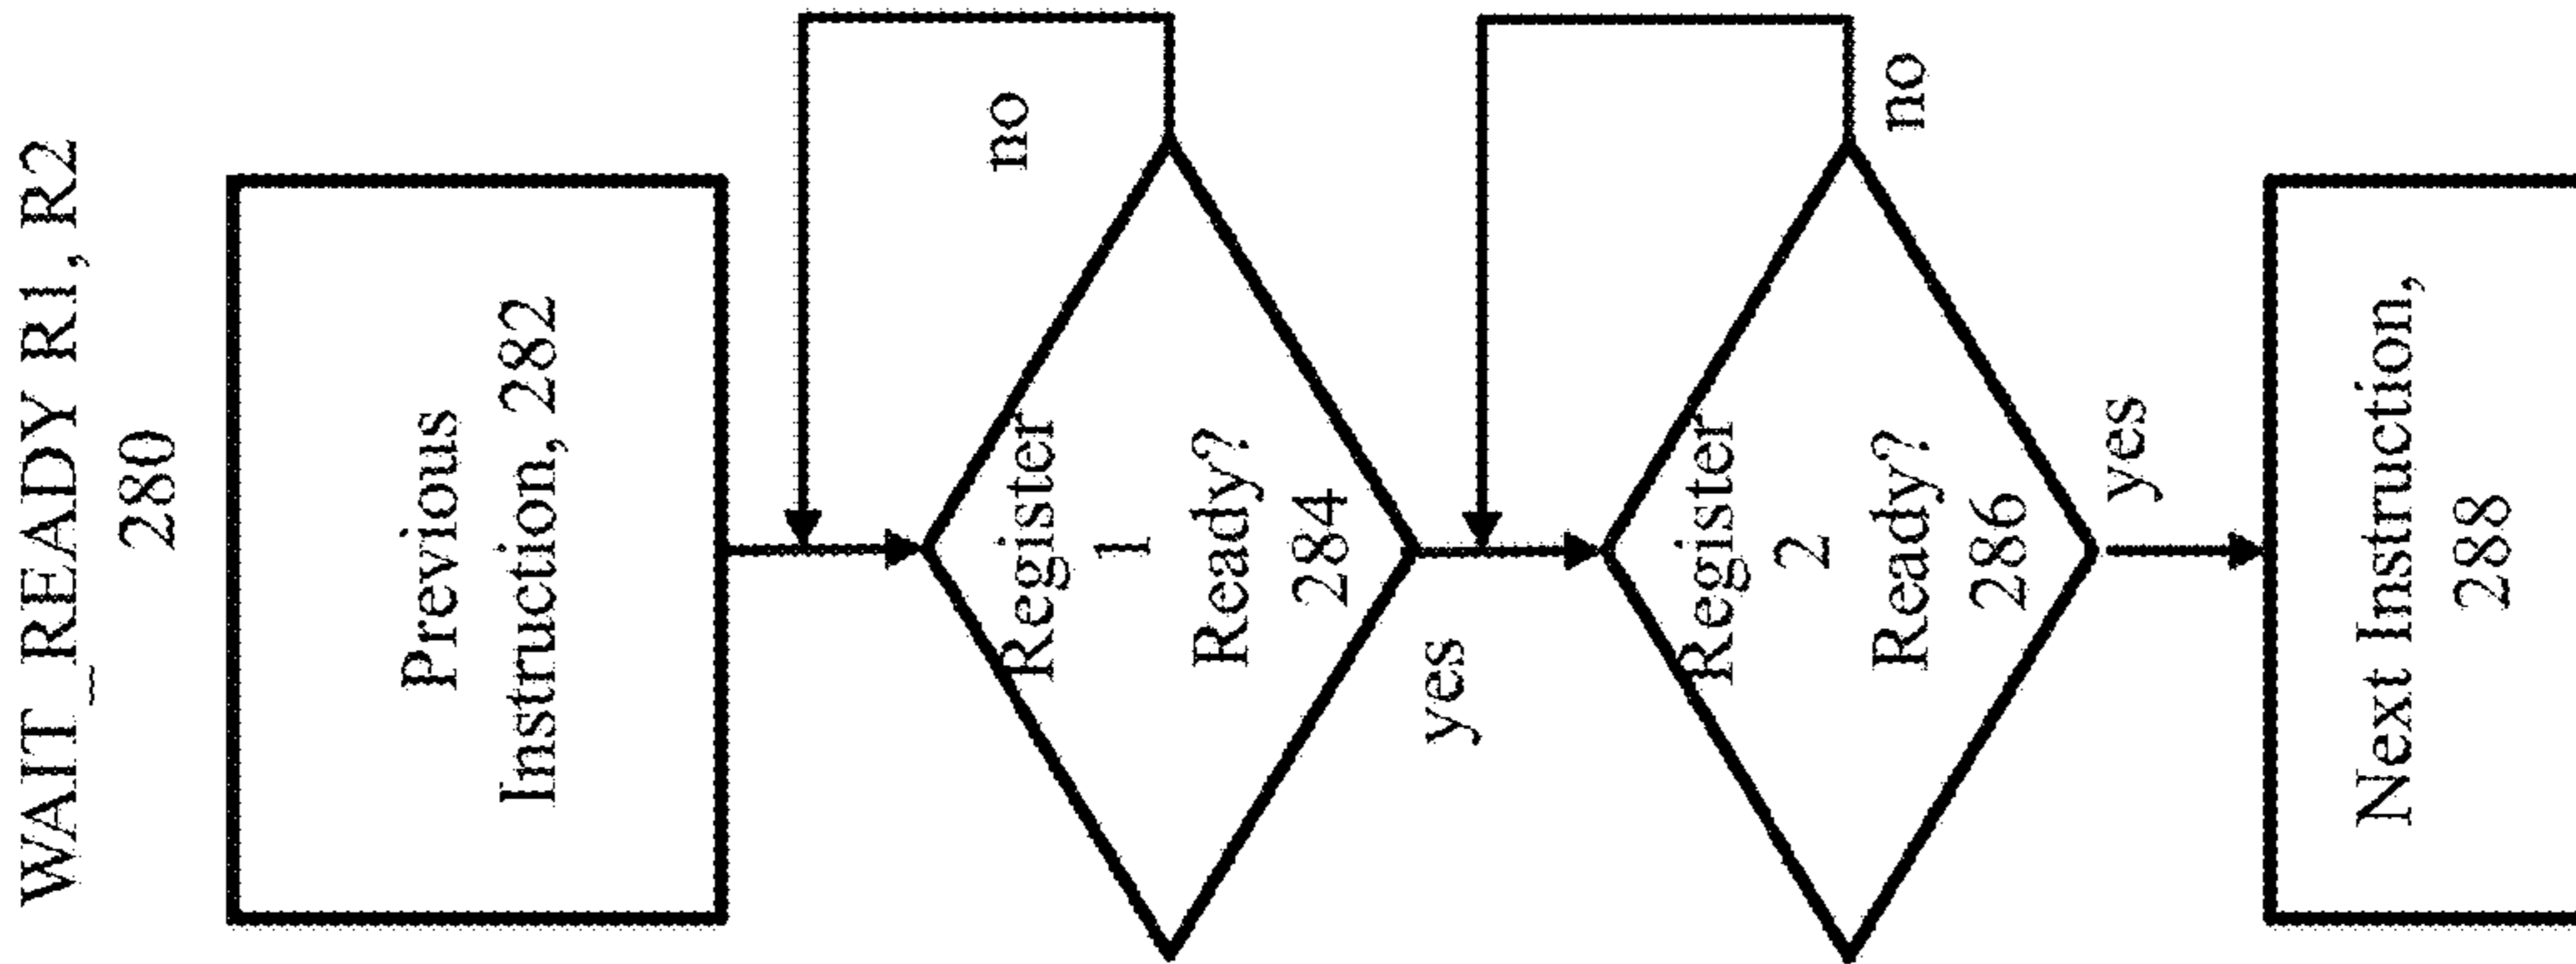 WAIT_READY R1, R2
280
Previous
Instruction, 282
no
Register
1
Ready?
284
yes
no
Register
2
Ready?
286
yes
Next Instruction,
288